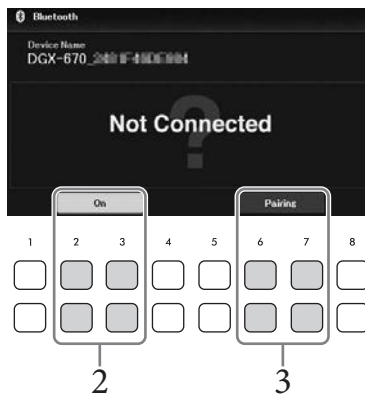 Bluetooth
Device Name
DGX-670_
Not Connected
On
Pairing
1 2 3 4 5 6 7 8
2 3